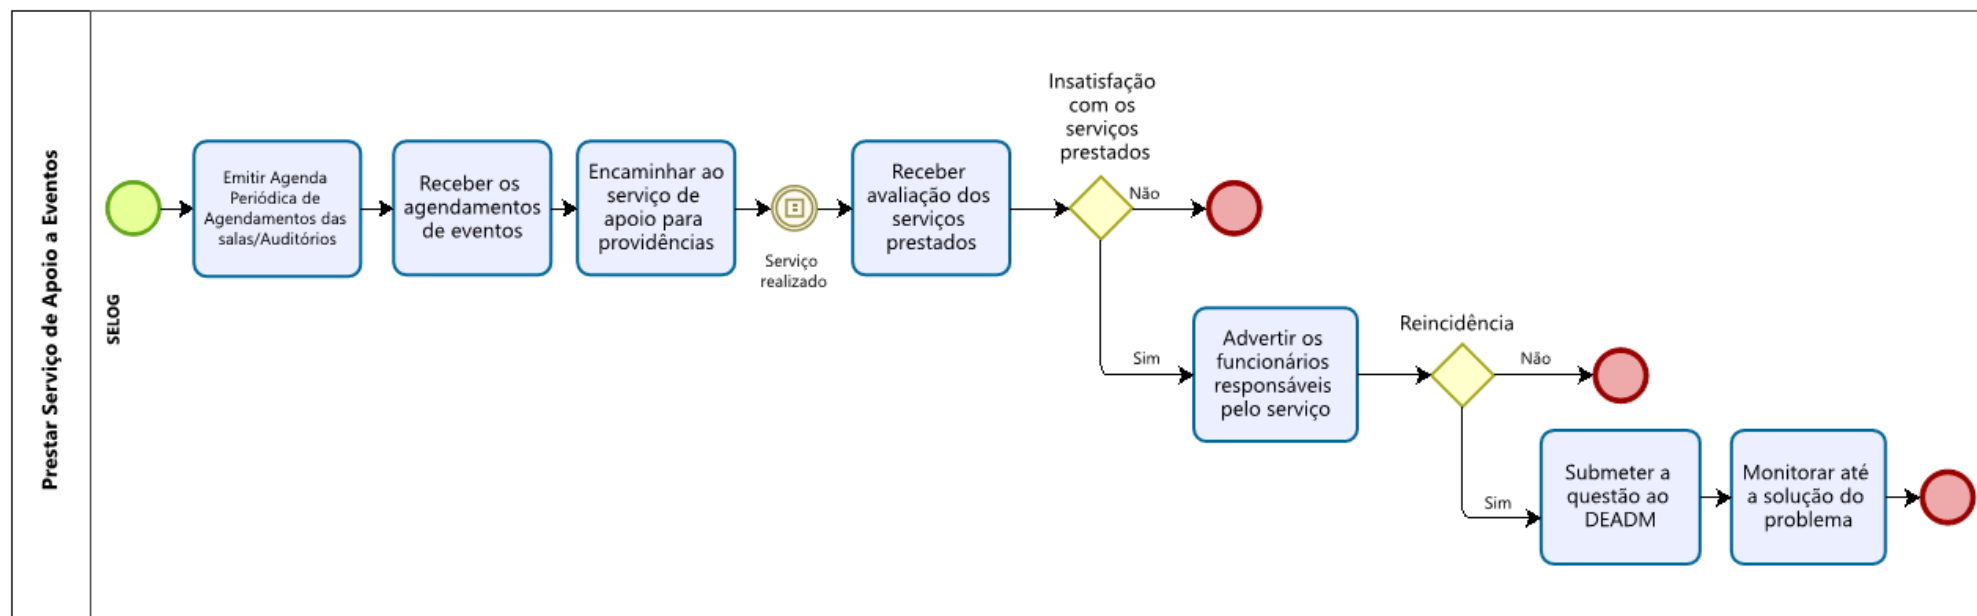 Prestar Serviço de Apoio a Eventos
SELOG
Emitir Agenda
Periódica de
Agendamentos das
salas/Auditórios
Receber os
agendamentos
de eventos
Encaminhar ao
serviço de
apoio para
providências
Serviço
realizado
Receber
avaliação dos
serviços
prestados
Insatisfação
com os
serviços
prestados
Não
Sim
Advertir os
funcionários
responsáveis
pelo serviço
Reincidência
Não
Sim
Submeter a
questão ao
DEADM
Monitorar até
a solução do
problema